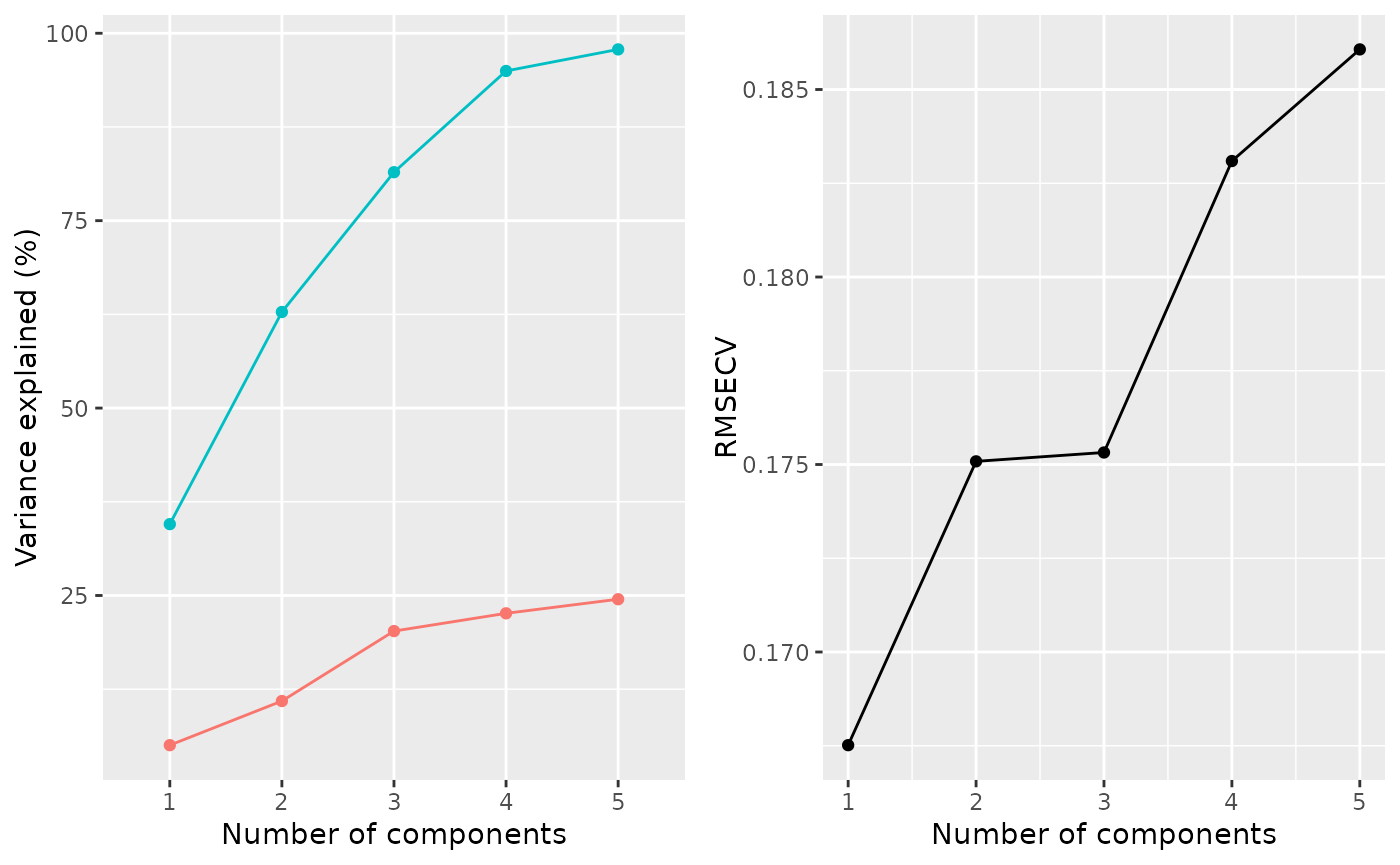 Variance explained (%)
100
75
50
25
1 2 3 4 5
Number of components
RMSECV
0.185
0.180
0.175
0.170
1 2 3 4 5
Number of components